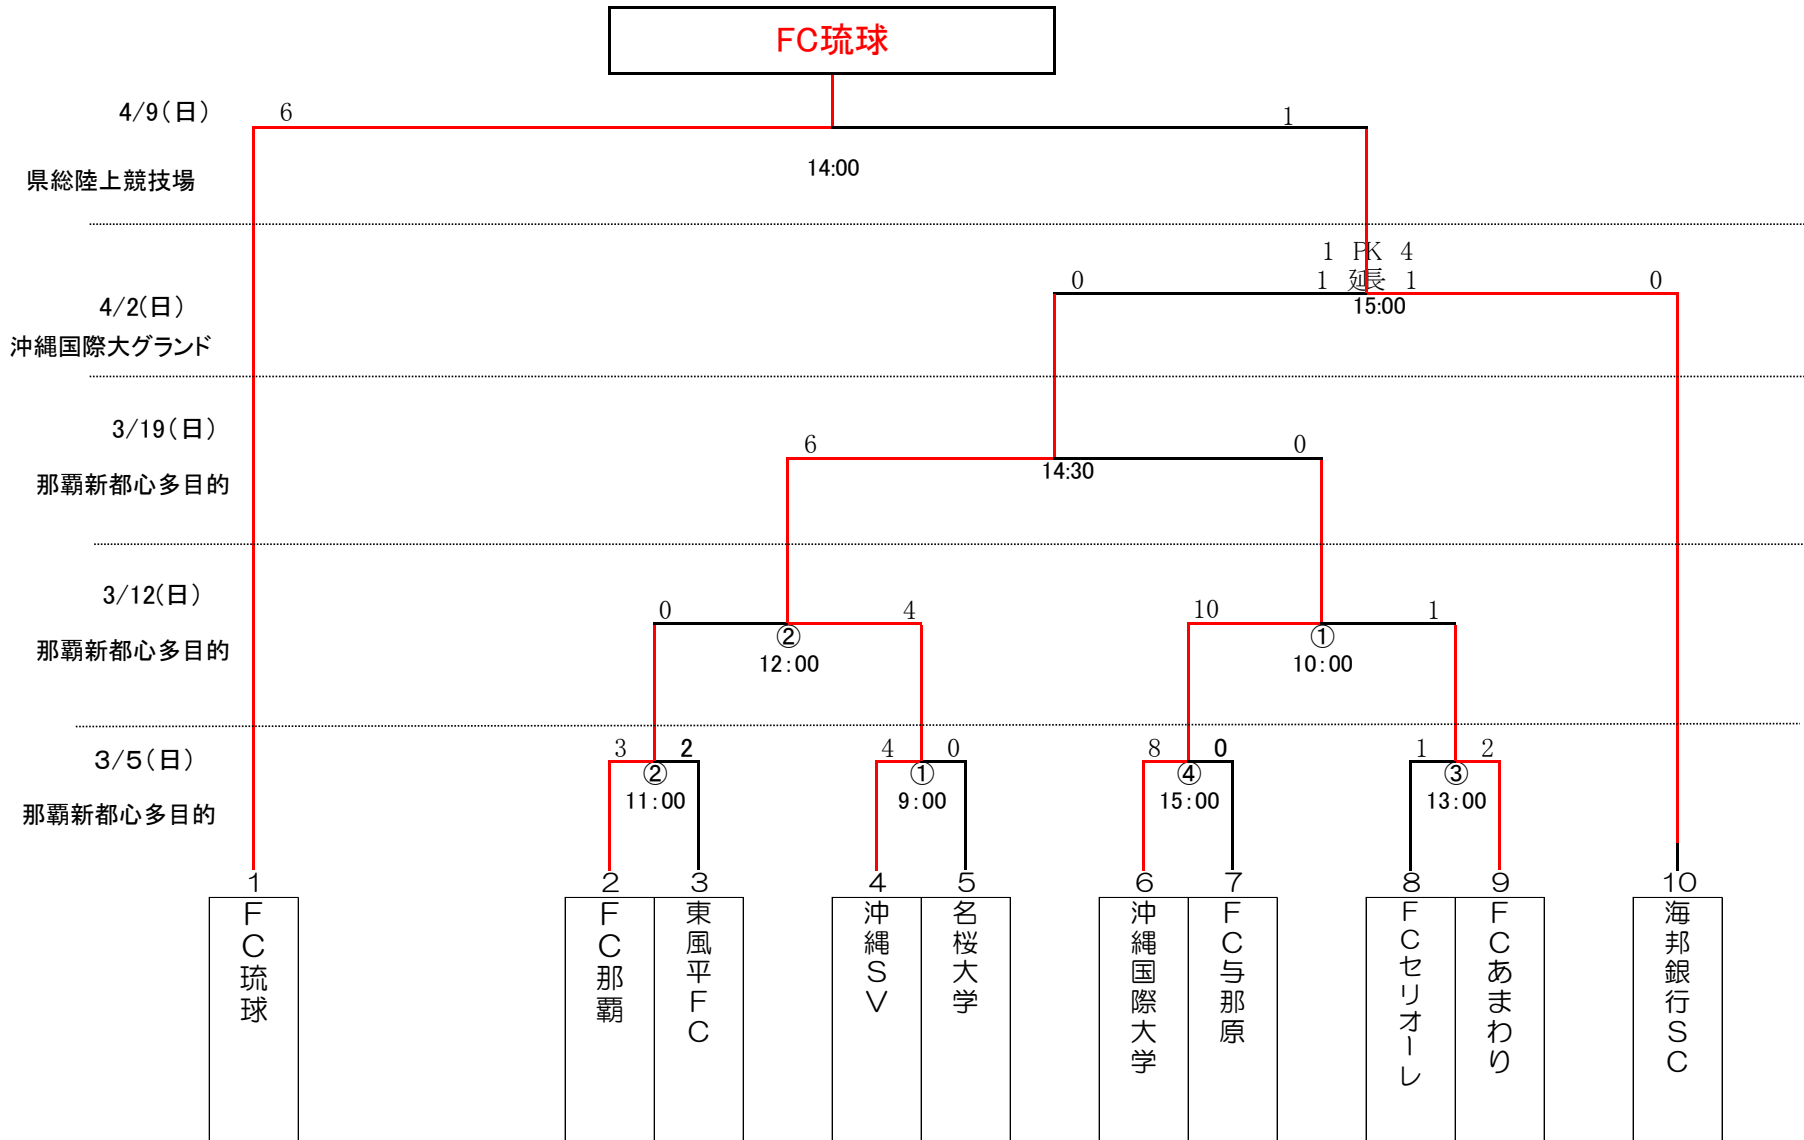 FC琉球
4/9(日)
6
1
県総陸上競技場
14:00
1 PK 4
0
1 延長 1
0
4/2(日)
15:00
沖縄国際大グランド
3/19(日)
6
0
14:30
那覇新都心多目的
3/12(日)
0
4
10
1
②
①
那覇新都心多目的
12:00
10:00
3/5(日)
3
2
4
0
8
0
1
2
②
①
④
③
那覇新都心多目的
11:00
9:00
15:00
13:00
1
2
3
4
5
6
7
8
9
10
FC琉球
FC那覇
東風平FC
沖縄SV
名桜大学
沖縄国際大学
FC与那原
FCセリオーレ
FCあまわり
海邦銀行SC